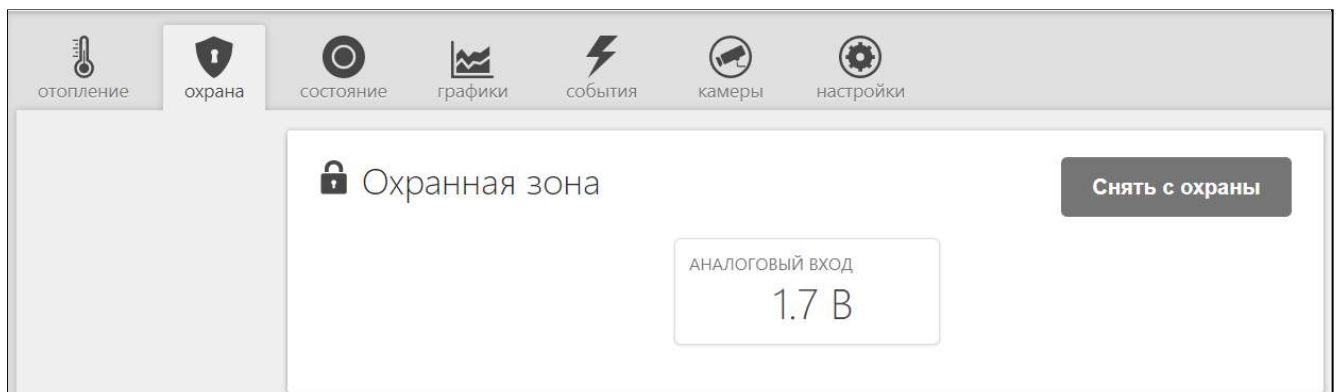 отопление охрана состояние графики события камеры настройки
Охранная зона Снять с охраны
АНАЛОГОВЫЙ ВХОД
1.7 В